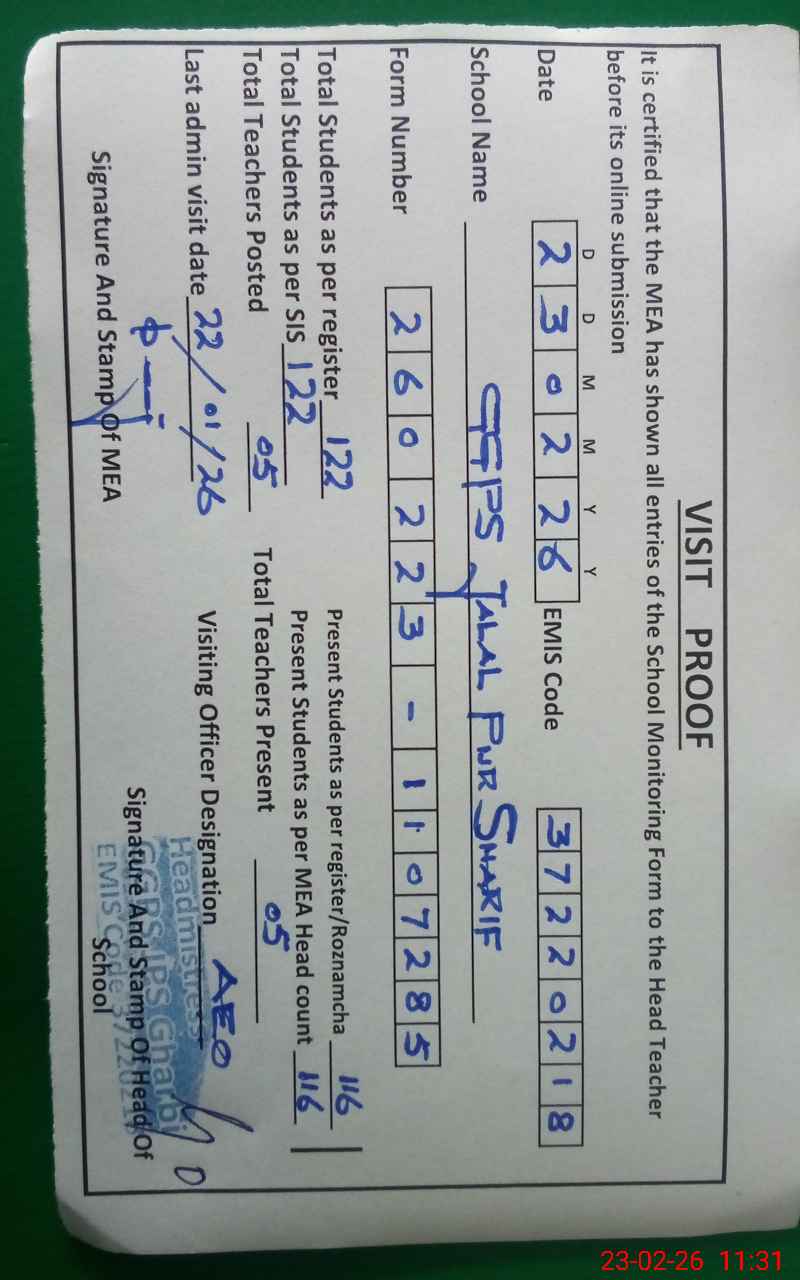 VISIT PROOF
It is certified that the MEA has shown all entries of the School Monitoring Form to the Head Teacher
before its online submission
D D M M Y Y
Date 2 3 0 2 2 6 EMIS Code 3 7 2 2 0 2 1 8
School Name GGPS JALAL PUR SHARIF
Form Number 2 6 0 2 2 3 - 1 1 0 7 2 8 5
Total Students as per register 122 Present Students as per register/Roznamcha 116
Total Students as per SIS 122 Present Students as per MEA Head count 116
Total Teachers Posted 05 Total Teachers Present 05
Last admin visit date 22/01/26 Visiting Officer Designation AEO
Headmistress
Signature And Stamp Of MEA Signature And Stamp Of Head Of
School
GGPS JPS Gharbi
EMIS Code 372202
23-02-26 11:31